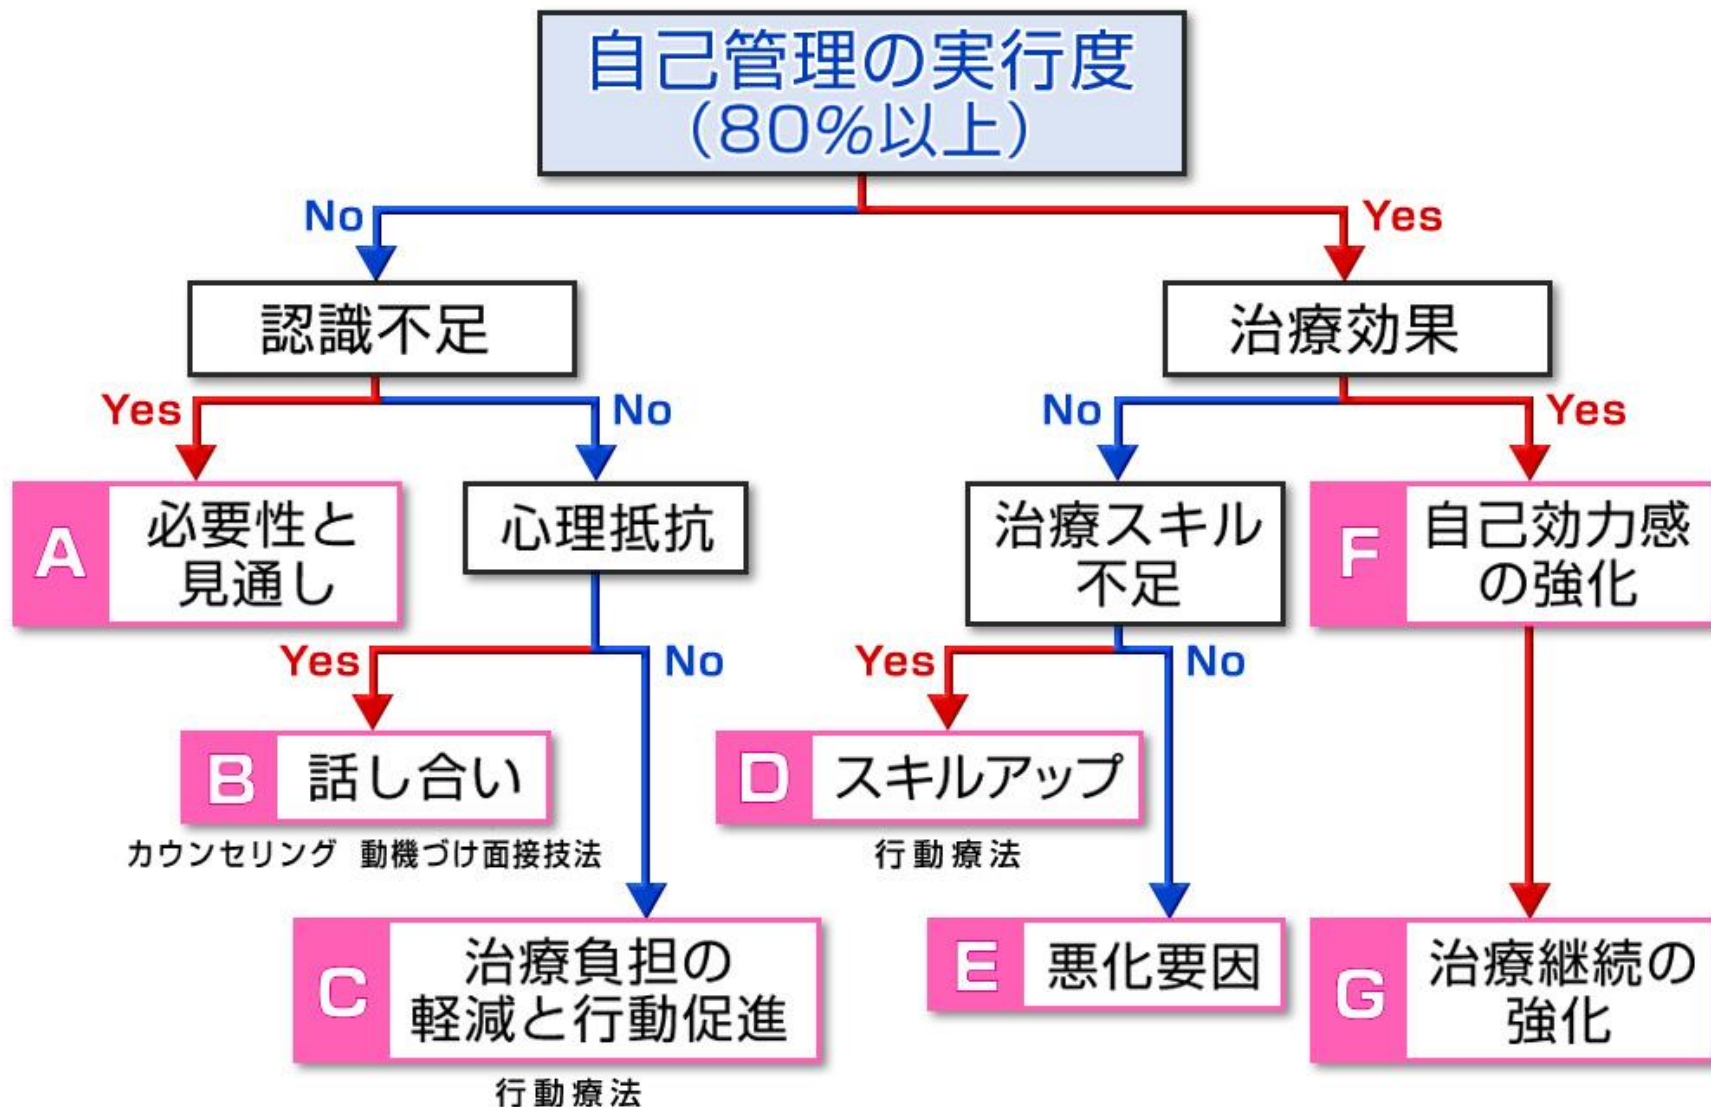 自己管理の実行度
(80%以上)
No
Yes
認識不足
治療効果
Yes
No
No
Yes
A
必要性と
見通し
心理抵抗
治療スキル
不足
F
自己効力感
の強化
Yes
No
Yes
No
B
話し合い
D
スキルアップ
カウンセリング 動機づけ面接技法
行動療法
C
治療負担の
軽減と行動促進
E
悪化要因
G
治療継続の
強化
行動療法